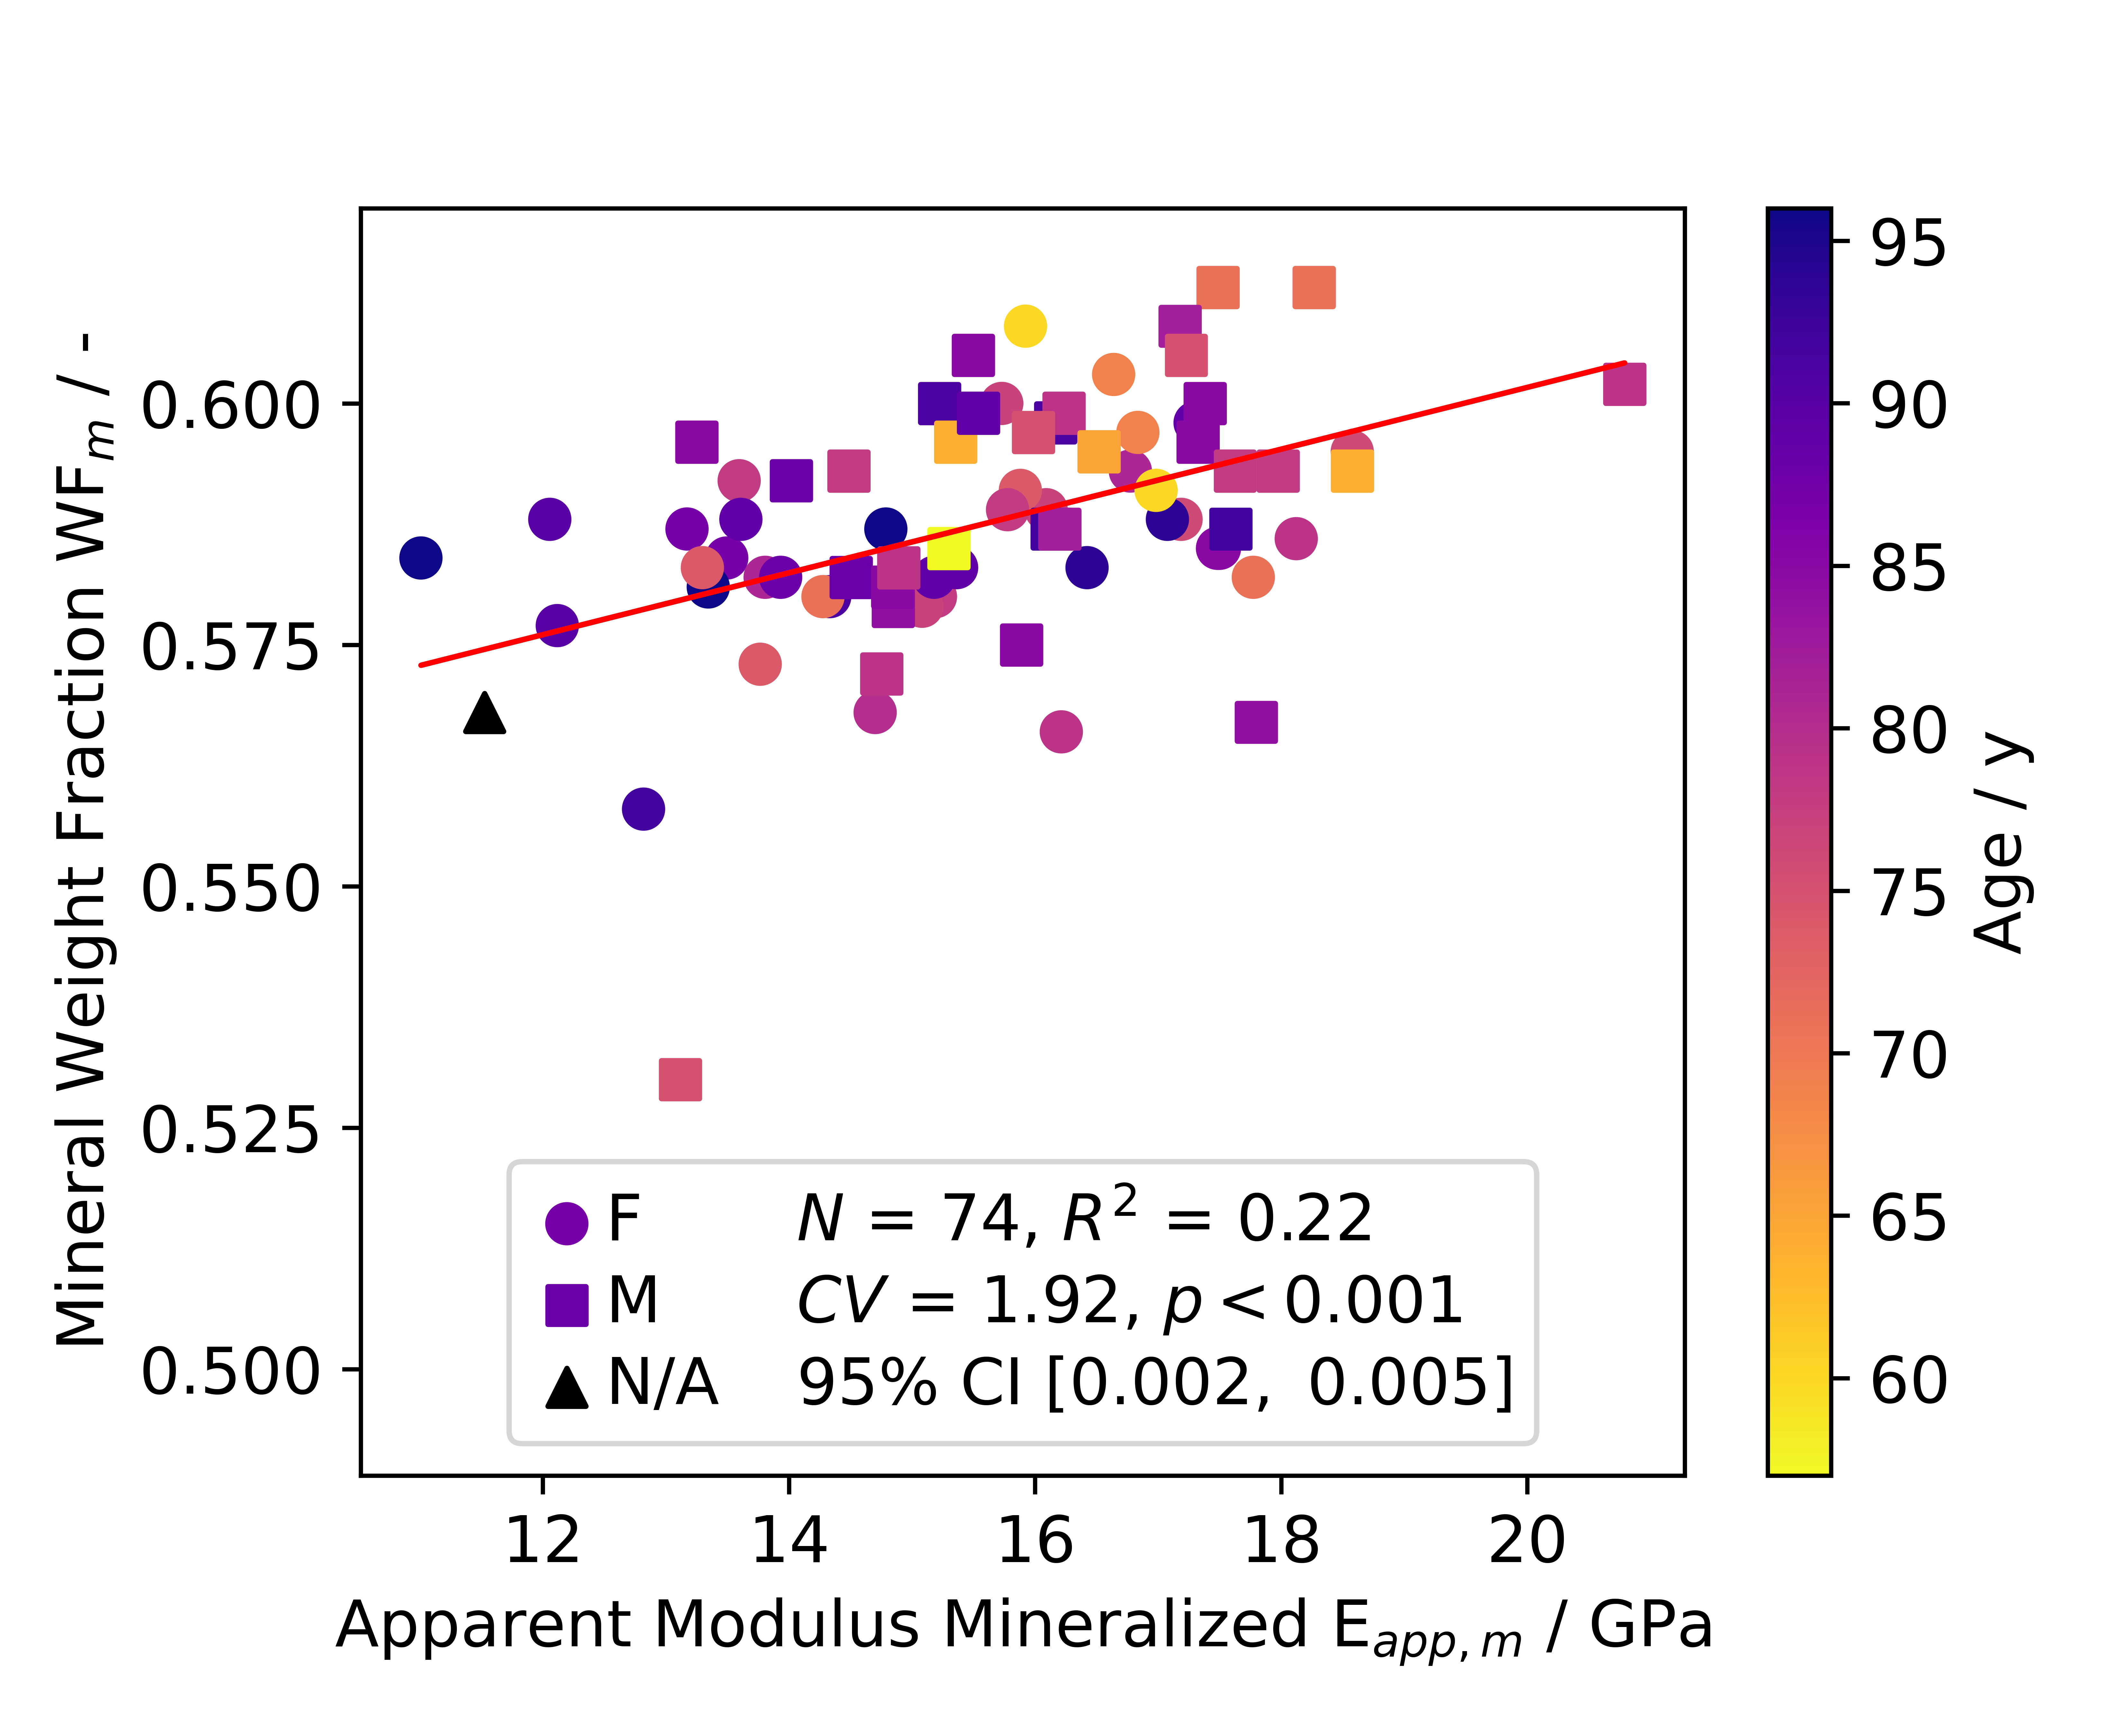 Mineral Weight Fraction WFₘ / -
0.600
0.575
0.550
0.525
0.500
F N = 74, R² = 0.22
M CV = 1.92, p < 0.001
N/A 95% CI [0.002, 0.005]
12 14 16 18 20
Apparent Modulus Mineralized E_app,m / GPa
95
90
85
80
75
70
65
60
Age / y